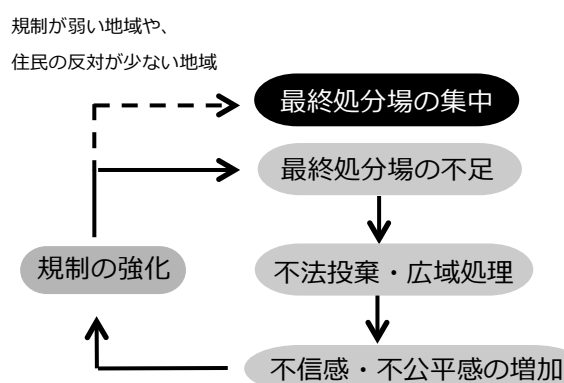 規制が弱い地域や、
住民の反対が少ない地域
最終処分場の集中
最終処分場の不足
規制の強化
不法投棄・広域処理
不信感・不公平感の増加